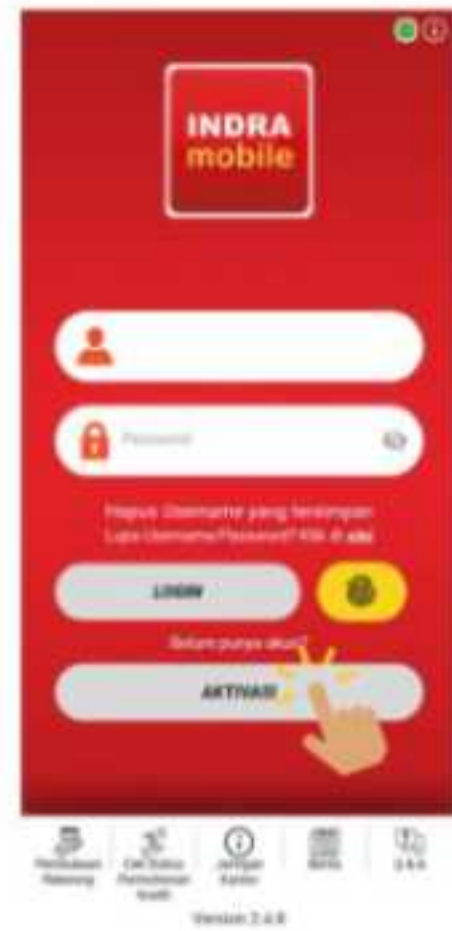 INDRA
mobile
Password
Hapus Username yang tersimpan
Lupa Username/Password? Klik di sini
LOGIN
Belum punya akun?
AKTIVASI
Pembukaan
Rekening
Cek Status
Permohonan
Kredit
Jaringan
Kantor
Berita
Q & A
Version 2.4.8